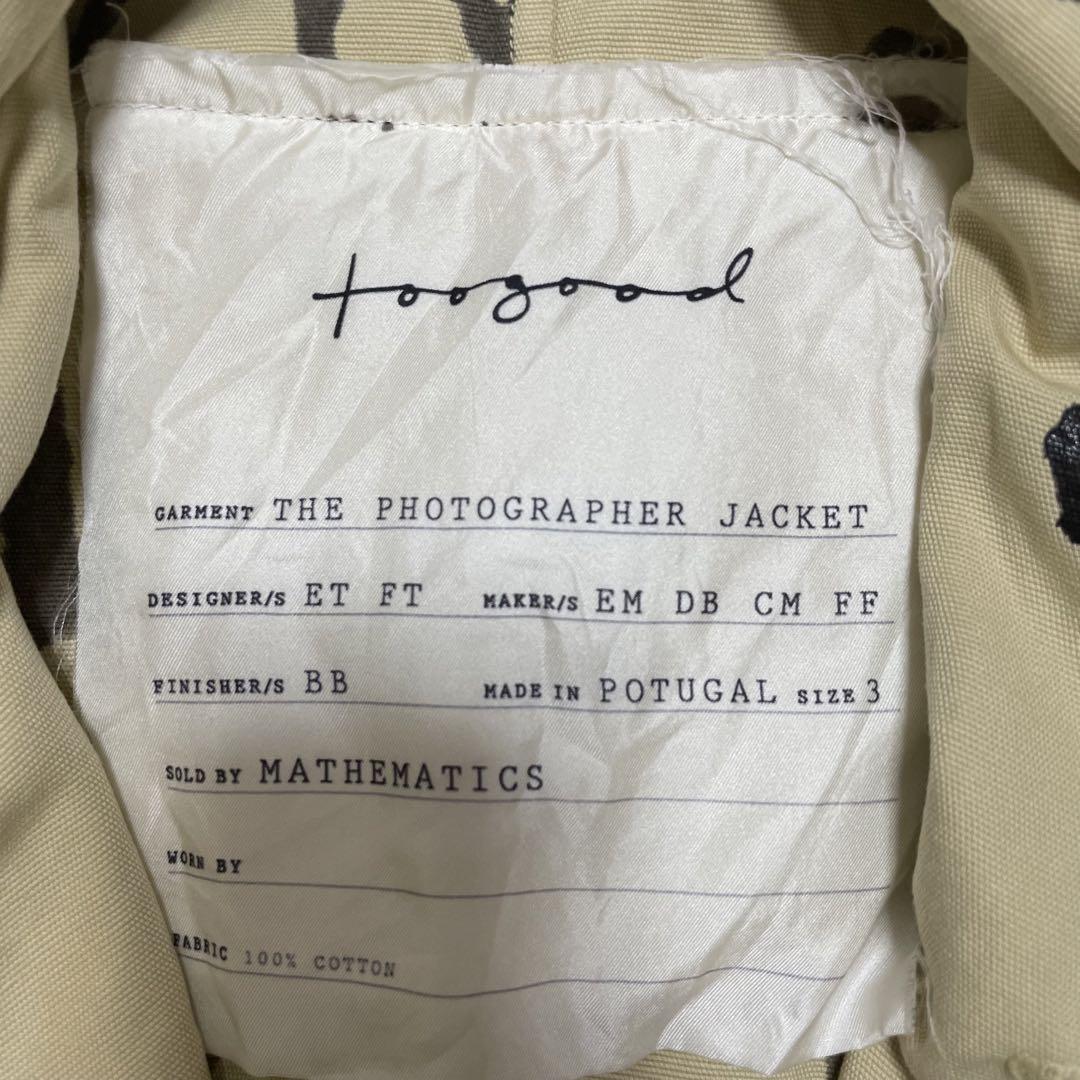 toogood
GARMENT THE PHOTOGRAPHER JACKET
DESIGNER/S ET FT MAKER/S EM DB CM FF
FINISHER/S BB MADE IN POTUGAL SIZE 3
SOLD BY MATHEMATICS
WORN BY
FABRIC 100% COTTON